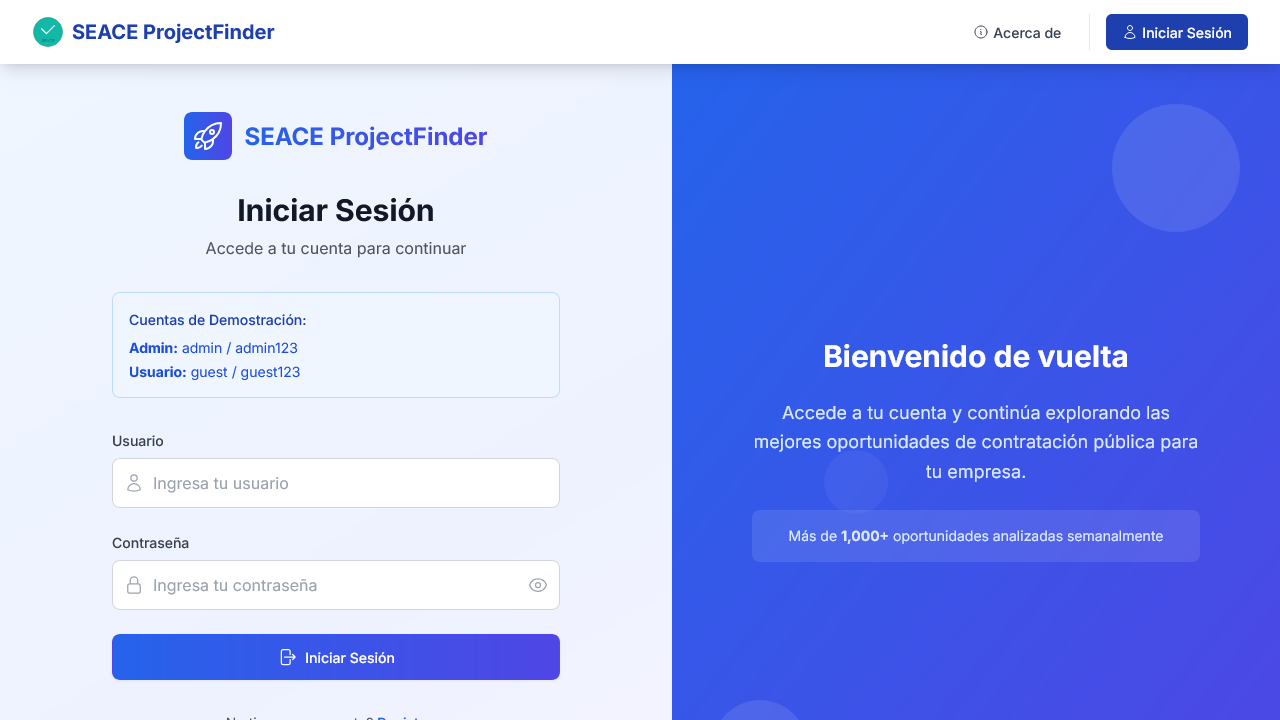 SEACE ProjectFinder
Acerca de
Iniciar Sesión
SEACE ProjectFinder
Iniciar Sesión
Accede a tu cuenta para continuar
Cuentas de Demostración:
Admin: admin / admin123
Usuario: guest / guest123
Usuario
Ingresa tu usuario
Contraseña
Ingresa tu contraseña
Iniciar Sesión
Bienvenido de vuelta
Accede a tu cuenta y continúa explorando las
mejores oportunidades de contratación pública para
tu empresa.
Más de 1,000+ oportunidades analizadas semanalmente